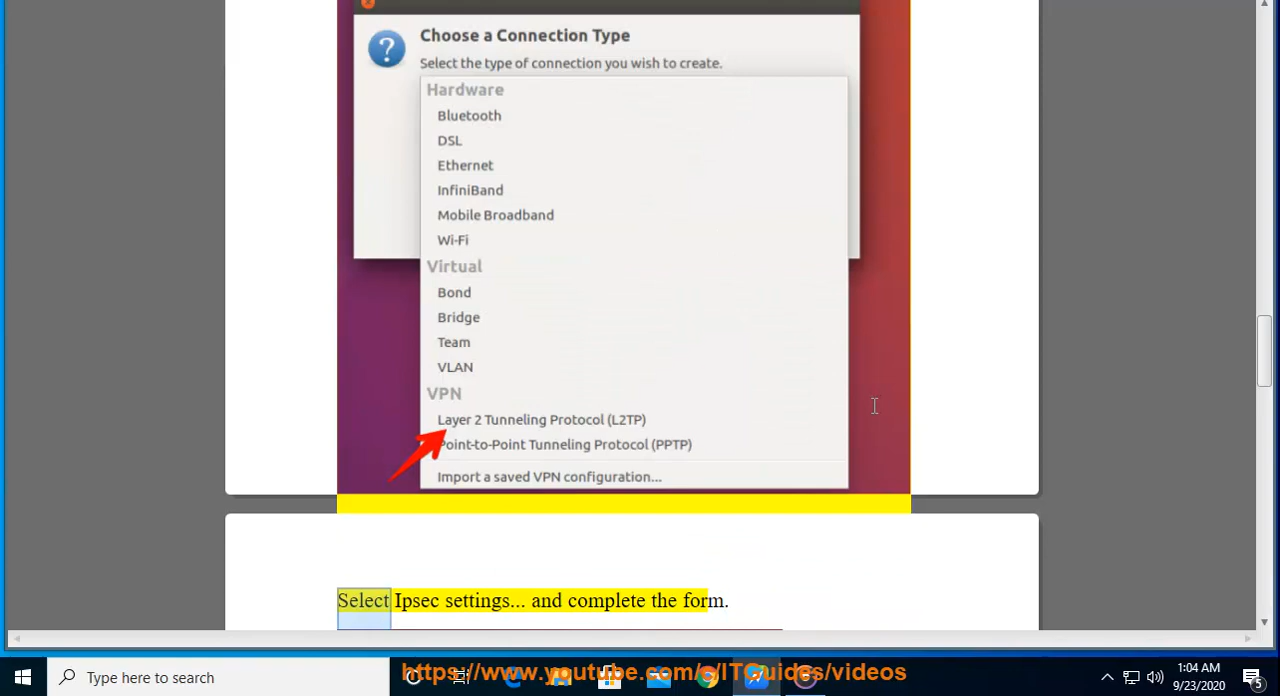 Choose a Connection Type
Select the type of connection you wish to create.
Hardware
Bluetooth
DSL
Ethernet
InfiniBand
Mobile Broadband
Wi-Fi
Virtual
Bond
Bridge
Team
VLAN
VPN
Layer 2 Tunneling Protocol (L2TP)
Point-to-Point Tunneling Protocol (PPTP)
Import a saved VPN configuration...
Select Ipsec settings... and complete the form.
Type here to search
https://www.youtube.com/c/ITGuides/videos
1:04 AM
9/23/2020
5